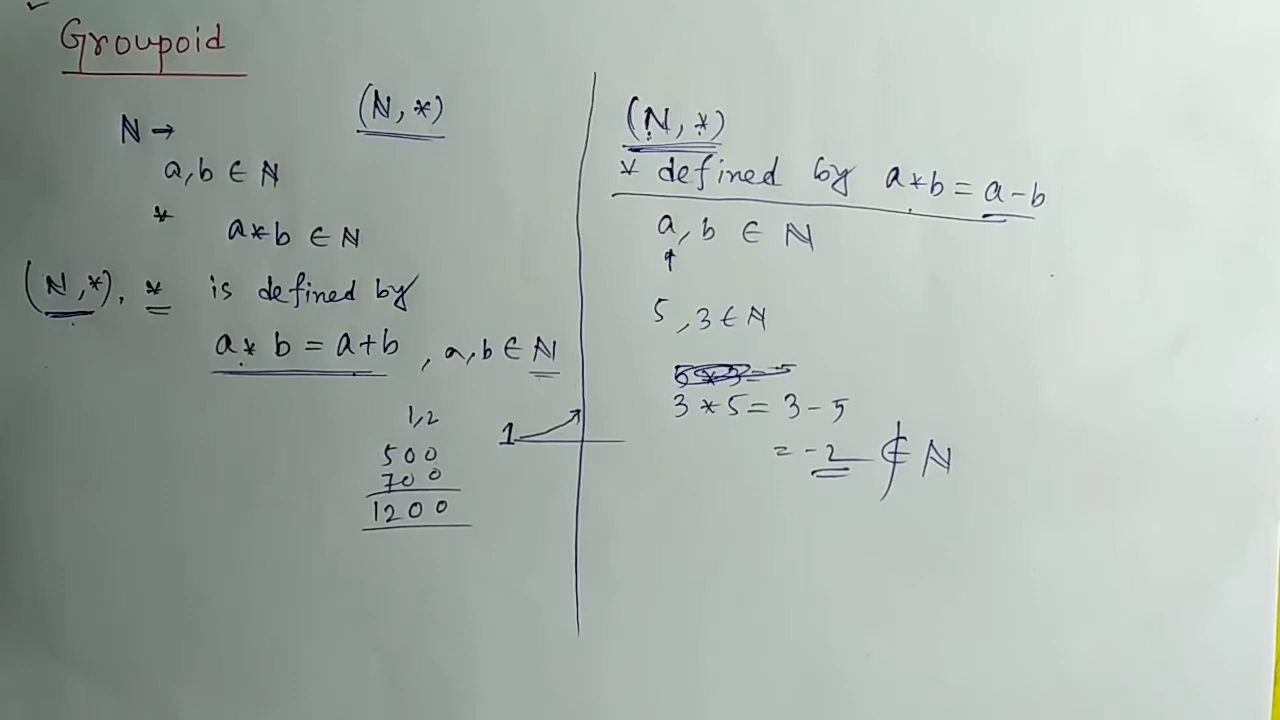 Groupoid
N → (N, *)
a, b ∈ N
* a * b ∈ N
(N, *), * is defined by
a * b = a + b , a, b ∈ N
1, 2
500
700
1200
1
(N, *)
* defined by a * b = a - b
a, b ∈ N
5, 3 ∈ N
3 * 5 = 3 - 5
= -2 ∉ N